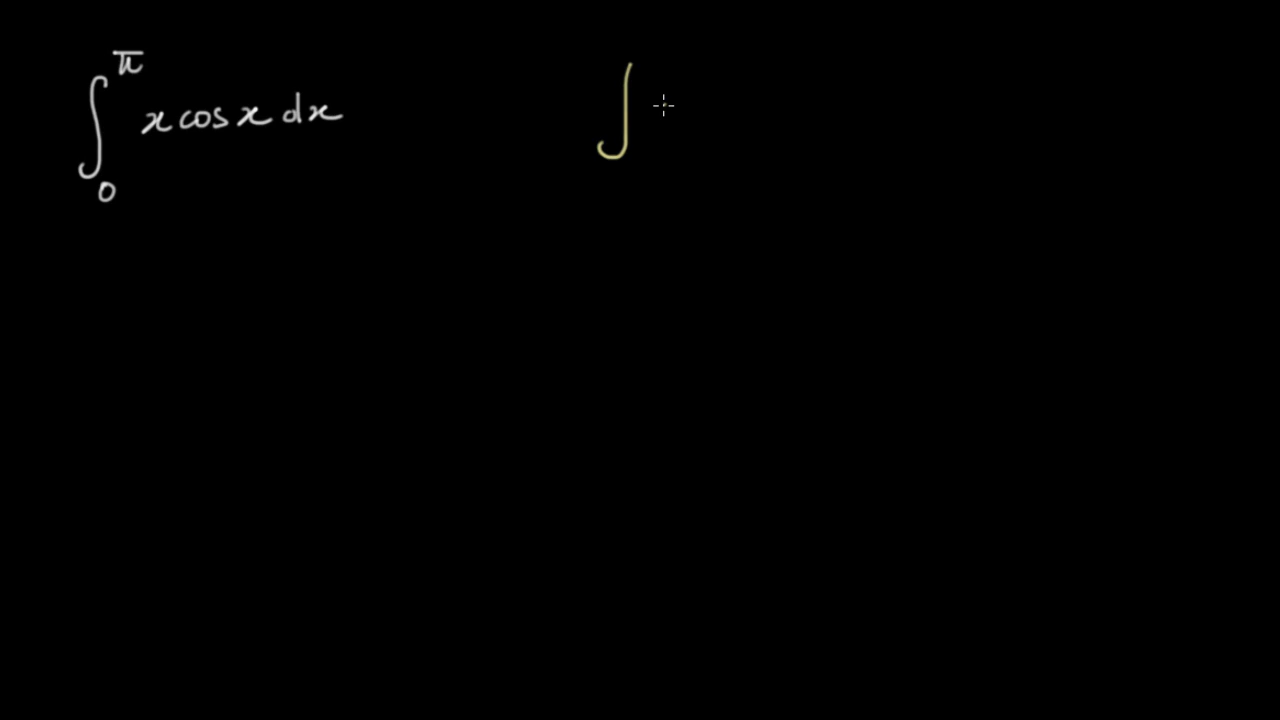 ∫₀^π x cos x dx ∫